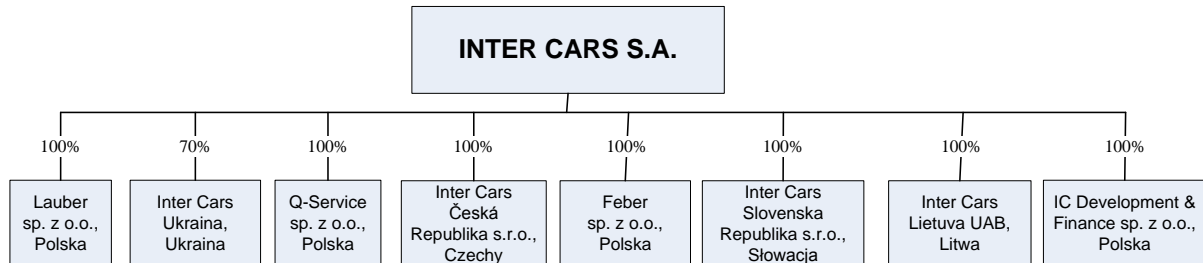 INTER CARS S.A.
100%
70%
100%
100%
100%
100%
100%
100%
Lauber
sp. z o.o.,
Polska
Inter Cars
Ukraina,
Ukraina
Q-Service
sp. z o.o.,
Polska
Inter Cars
Česká
Republika s.r.o.,
Czechy
Feber
sp. z o.o.,
Polska
Inter Cars
Slovenska
Republika s.r.o.,
Słowacja
Inter Cars
Lietuva UAB,
Litwa
IC Development &
Finance sp. z o.o.,
Polska